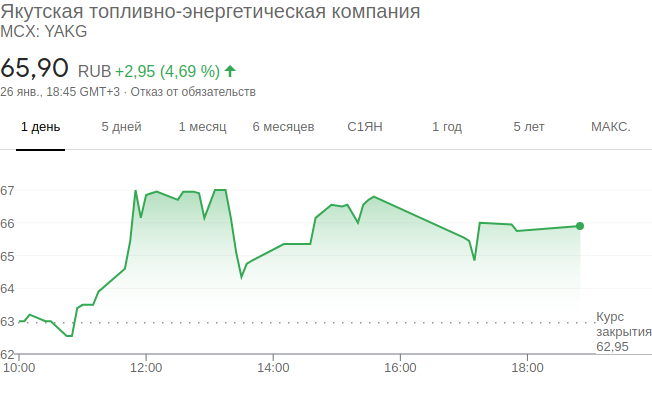 Якутская топливно-энергетическая компания
MCX: YAKG
65,90 RUB +2,95 (4,69 %)
26 янв., 18:45 GMT+3 · Отказ от обязательств
1 день 5 дней 1 месяц 6 месяцев С1ЯН 1 год 5 лет МАКС.
67
66
65
64
63
62
Курс
закрытия
62,95
10:00 12:00 14:00 16:00 18:00